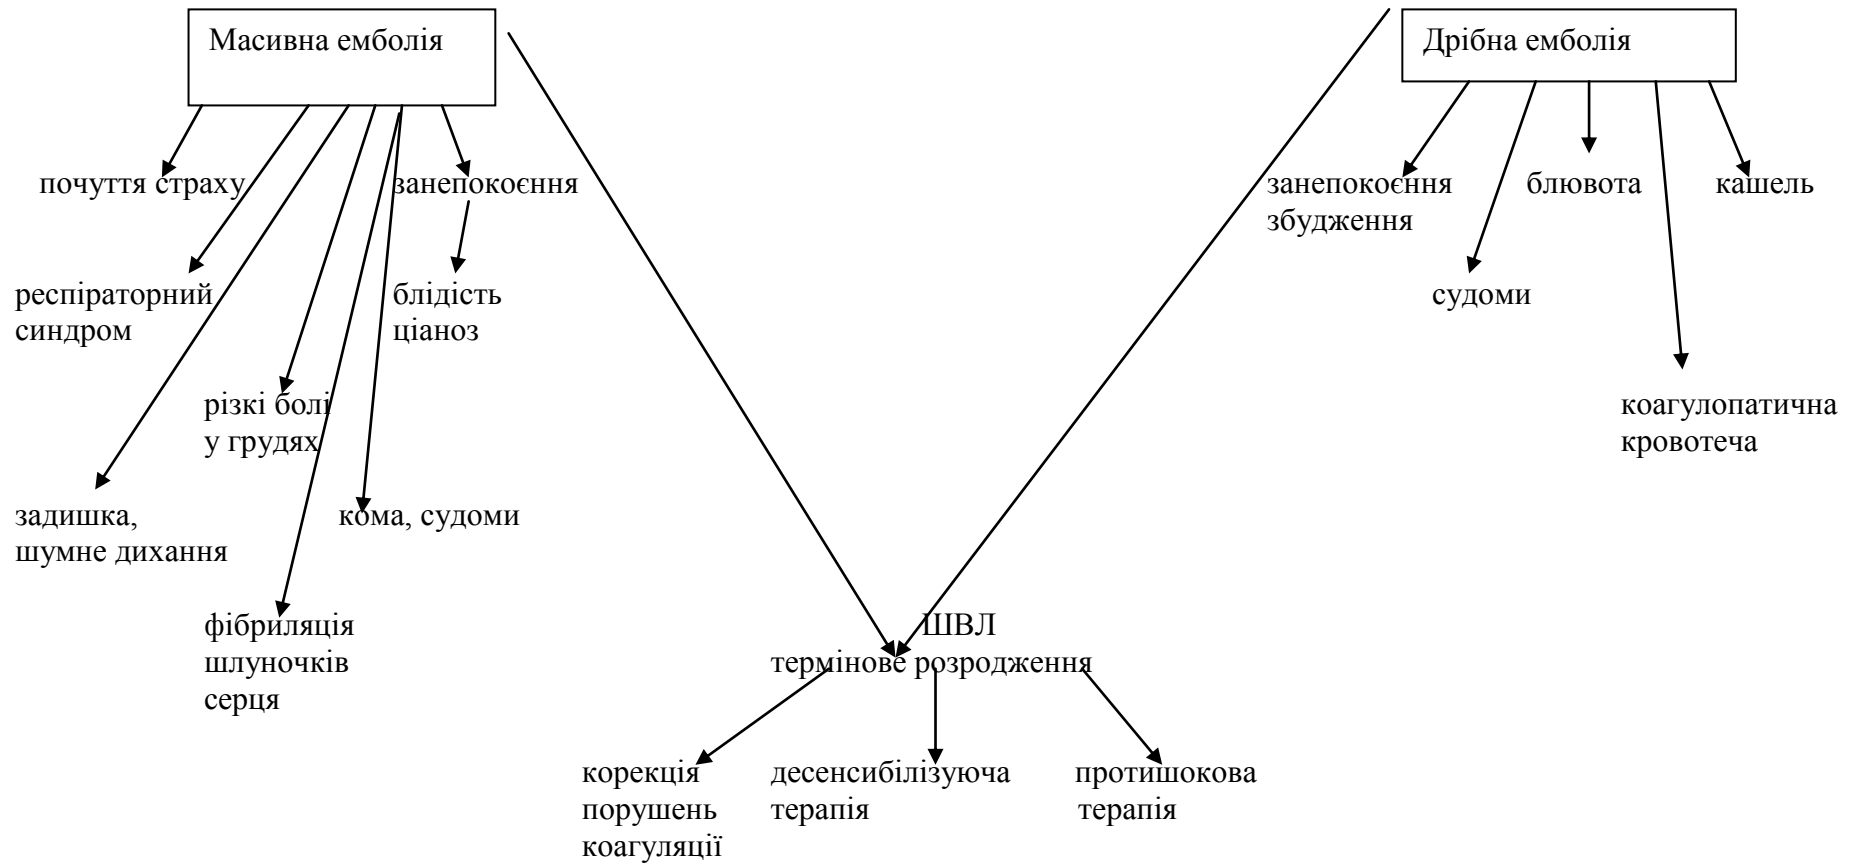 Масивна емболія
Дрібна емболія
почуття страху
занепокоєння
занепокоєння
збудження
блювота
кашель
респіраторний
синдром
блідість
ціаноз
судоми
різкі болі
у грудях
коагулопатична
кровотеча
задишка,
шумне дихання
кома, судоми
фібриляція
шлуночків
серця
ШВЛ
термінове розродження
корекція
порушень
коагуляції
десенсибілізуюча
терапія
протишокова
терапія